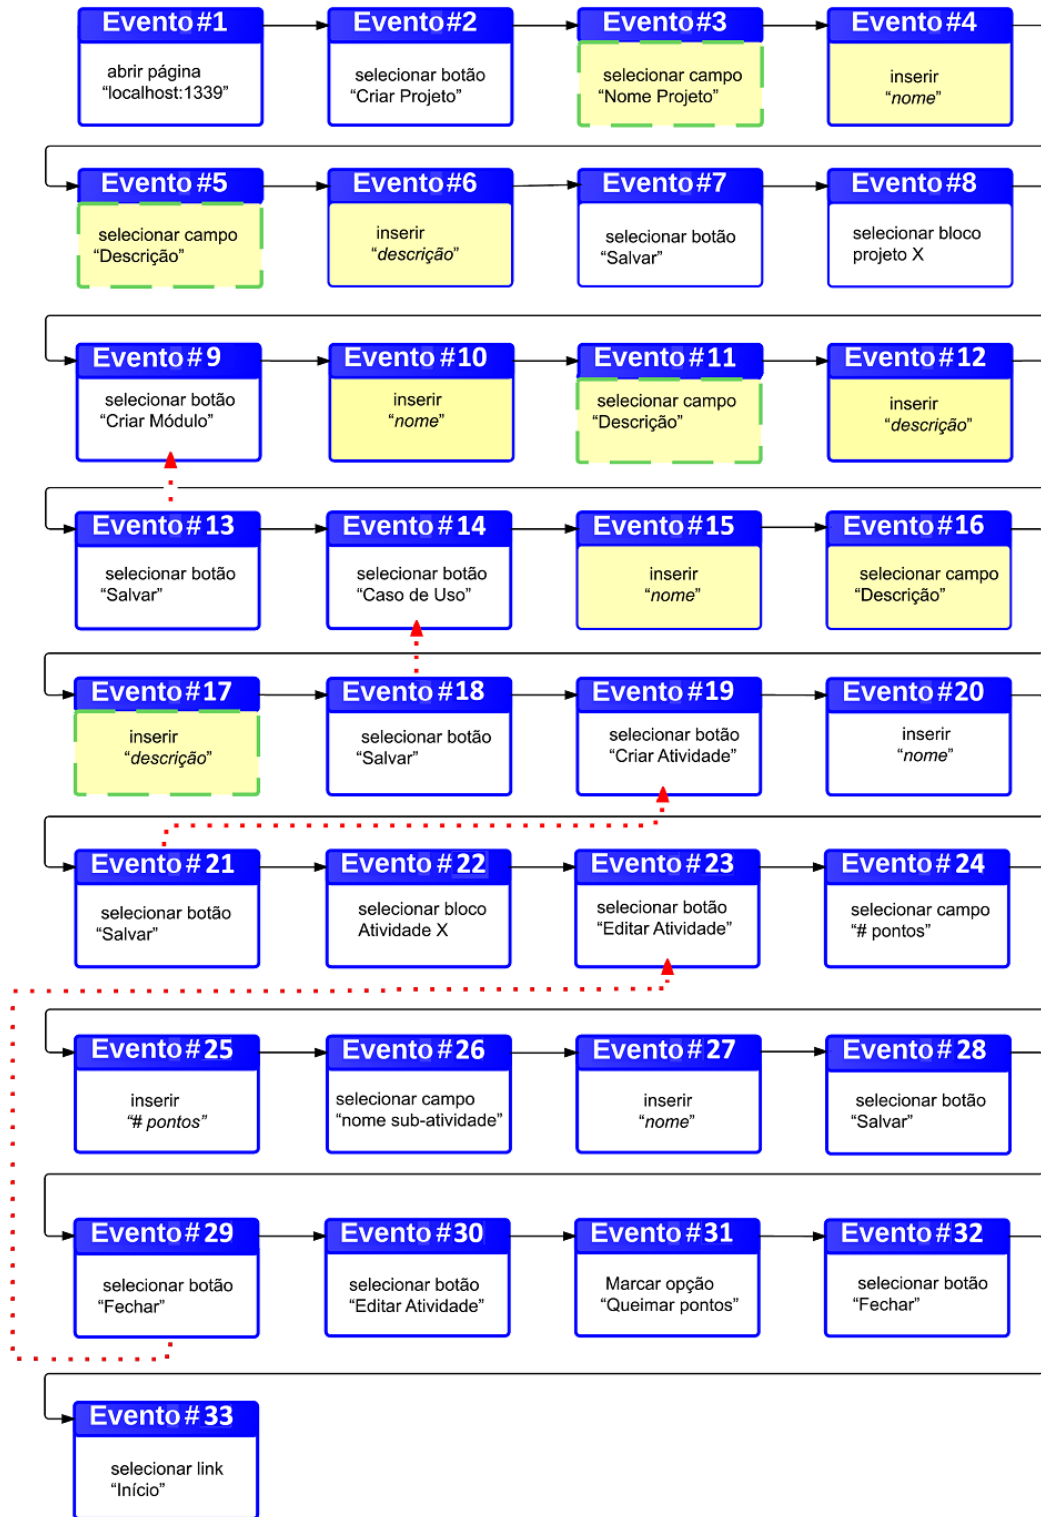 Evento #1
abrir página
“localhost:1339”
Evento #2
selecionar botão
“Criar Projeto”
Evento #3
selecionar campo
“Nome Projeto”
Evento #4
inserir
“nome”
Evento #5
selecionar campo
“Descrição”
Evento #6
inserir
“descrição”
Evento #7
selecionar botão
“Salvar”
Evento #8
selecionar bloco
projeto X
Evento #9
selecionar botão
“Criar Módulo”
Evento #10
inserir
“nome”
Evento #11
selecionar campo
“Descrição”
Evento #12
inserir
“descrição”
Evento #13
selecionar botão
“Salvar”
Evento #14
selecionar botão
“Caso de Uso”
Evento #15
inserir
“nome”
Evento #16
selecionar campo
“Descrição”
Evento #17
inserir
“descrição”
Evento #18
selecionar botão
“Salvar”
Evento #19
selecionar botão
“Criar Atividade”
Evento #20
inserir
“nome”
Evento #21
selecionar botão
“Salvar”
Evento #22
selecionar bloco
Atividade X
Evento #23
selecionar botão
“Editar Atividade”
Evento #24
selecionar campo
“# pontos”
Evento #25
inserir
“# pontos”
Evento #26
selecionar campo
“nome sub-atividade”
Evento #27
inserir
“nome”
Evento #28
selecionar botão
“Salvar”
Evento #29
selecionar botão
“Fechar”
Evento #30
selecionar botão
“Editar Atividade”
Evento #31
Marcar opção
“Queimar pontos”
Evento #32
selecionar botão
“Fechar”
Evento #33
selecionar link
“Início”